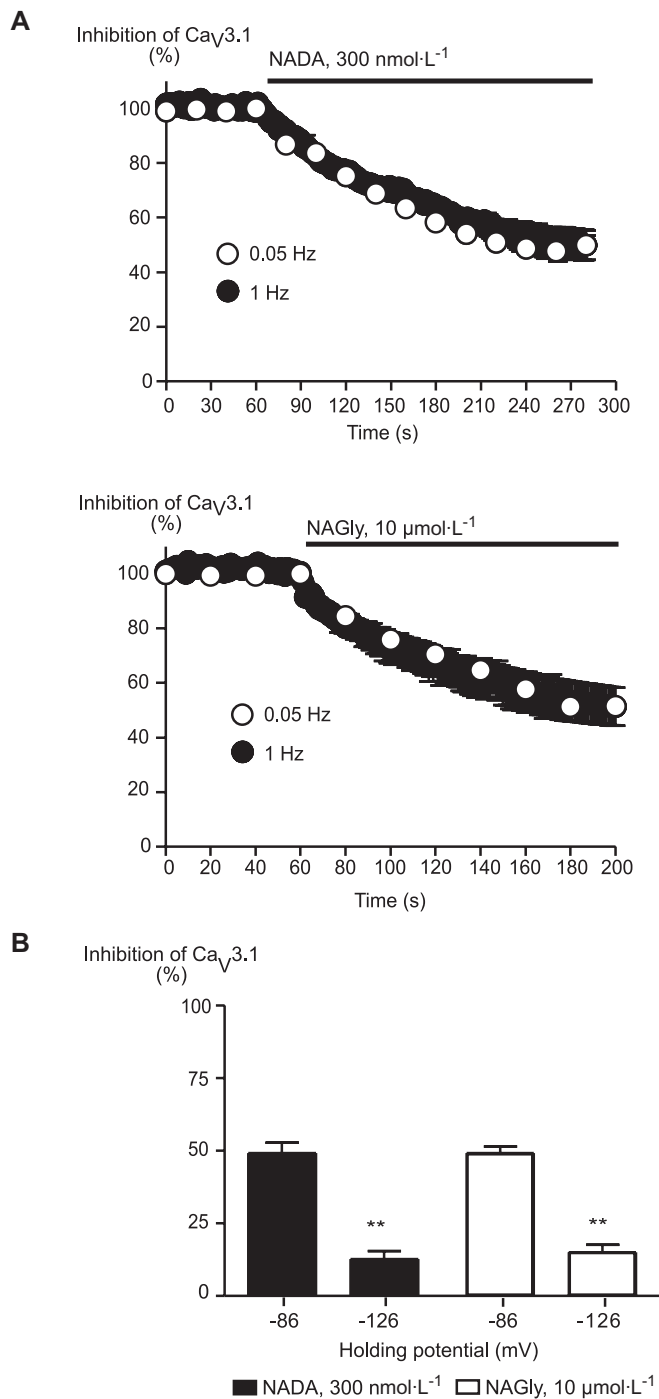 A
Inhibition of CaV3.1
(%)
NADA, 300 nmol·L-1
100
80
60
40
20
0
0.05 Hz
1 Hz
0 30 60 90 120 150 180 210 240 270 300
Time (s)
Inhibition of CaV3.1
(%)
NAGly, 10 µmol·L-1
100
80
60
40
20
0
0.05 Hz
1 Hz
0 20 40 60 80 100 120 140 160 180 200
Time (s)
B
Inhibition of CaV3.1
(%)
100
75
50
25
0
**
**
-86 -126 -86 -126
Holding potential (mV)
NADA, 300 nmol·L-1 NAGly, 10 µmol·L-1